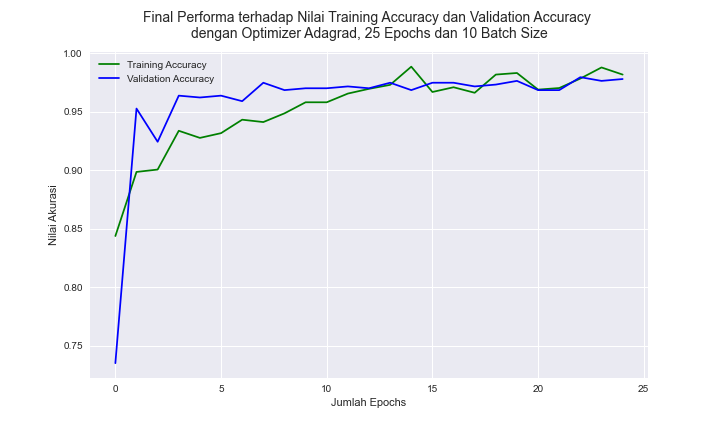 Final Performa terhadap Nilai Training Accuracy dan Validation Accuracy
dengan Optimizer Adagrad, 25 Epochs dan 10 Batch Size
Training Accuracy
Validation Accuracy
Nilai Akurasi
1.00
0.95
0.90
0.85
0.80
0.75
0 5 10 15 20 25
Jumlah Epochs